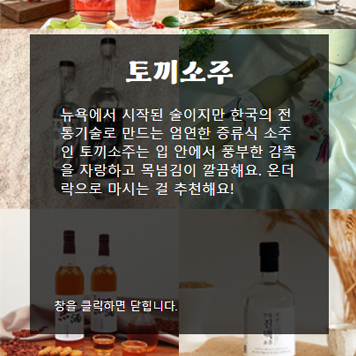 토끼소주
뉴욕에서 시작된 술이지만 한국의 전
통기술로 만드는 엄연한 증류식 소주
인 토끼소주는 입 안에서 풍부한 감촉
을 자랑하고 목넘김이 깔끔해요. 온더
락으로 마시는 걸 추천해요!
창을 클릭하면 닫힙니다.